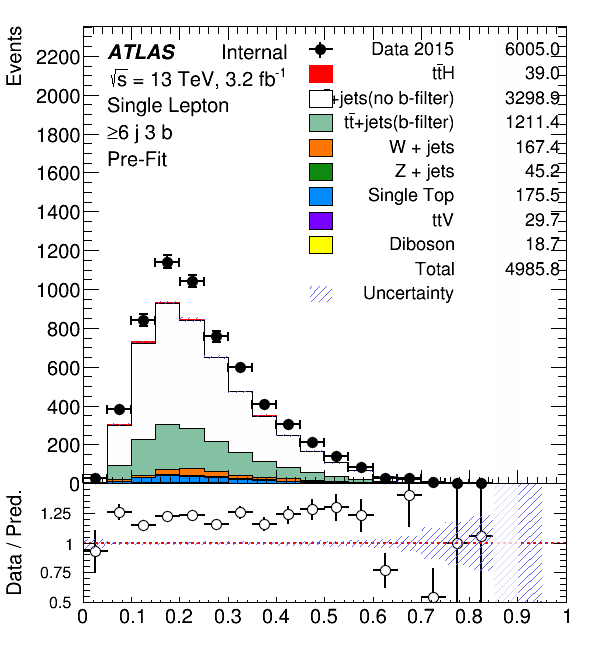 Events
ATLAS Internal
√s = 13 TeV, 3.2 fb⁻¹
Single Lepton
≥6 j 3 b
Pre-Fit
Data 2015 6005.0
tt̄H 39.0
+jets(no b-filter) 3298.9
tt̄+jets(b-filter) 1211.4
W + jets 167.4
Z + jets 45.2
Single Top 175.5
ttV 29.7
Diboson 18.7
Total 4985.8
Uncertainty
2200
2000
1800
1600
1400
1200
1000
800
600
400
200
0
Data / Pred.
1.25
1
0.75
0.5
0 0.1 0.2 0.3 0.4 0.5 0.6 0.7 0.8 0.9 1